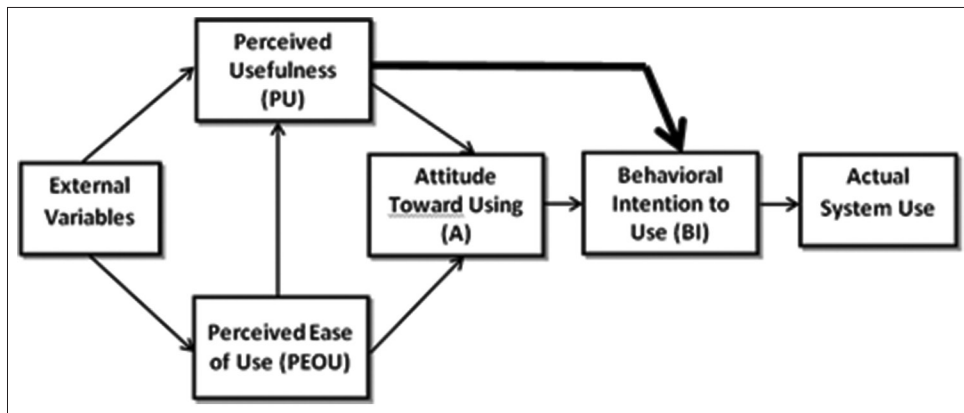 Perceived
Usefulness
(PU)
External
Variables
Attitude
Toward Using
(A)
Behavioral
Intention to
Use (BI)
Actual
System Use
Perceived Ease
of Use (PEOU)